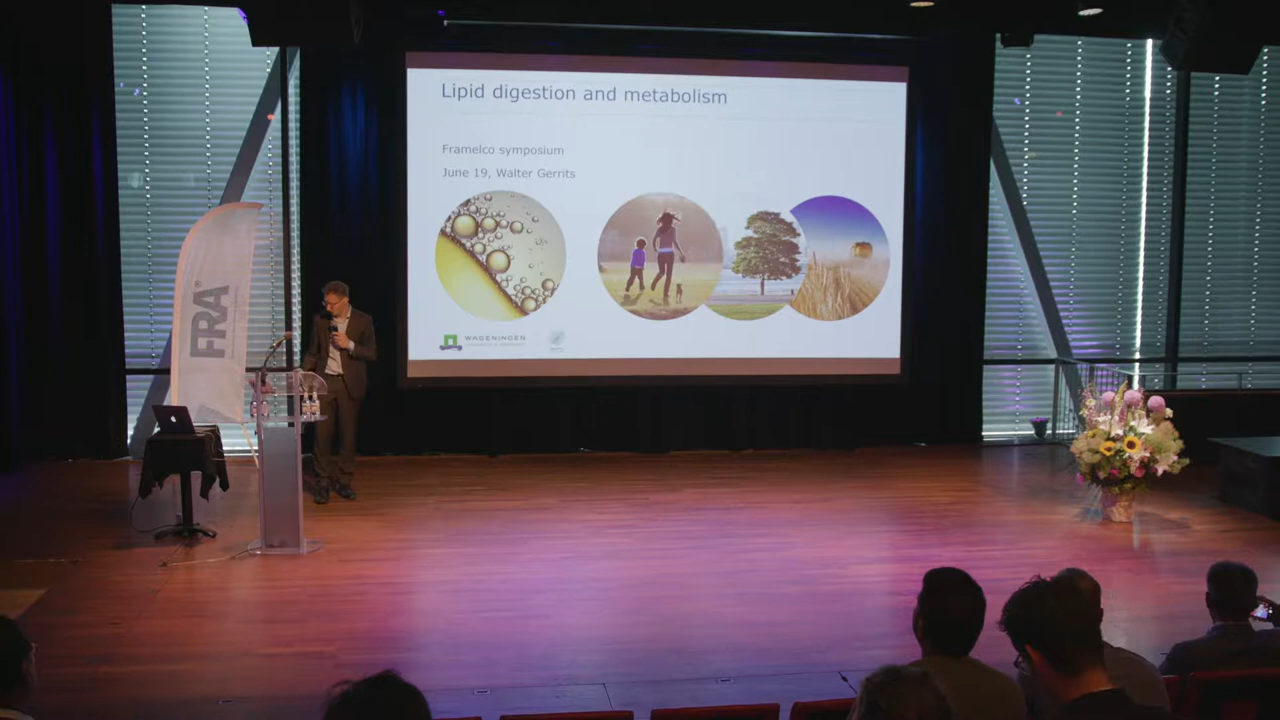 Lipid digestion and metabolism
Framelco symposium
June 19, Walter Gerrits
WAGENINGEN
FRA